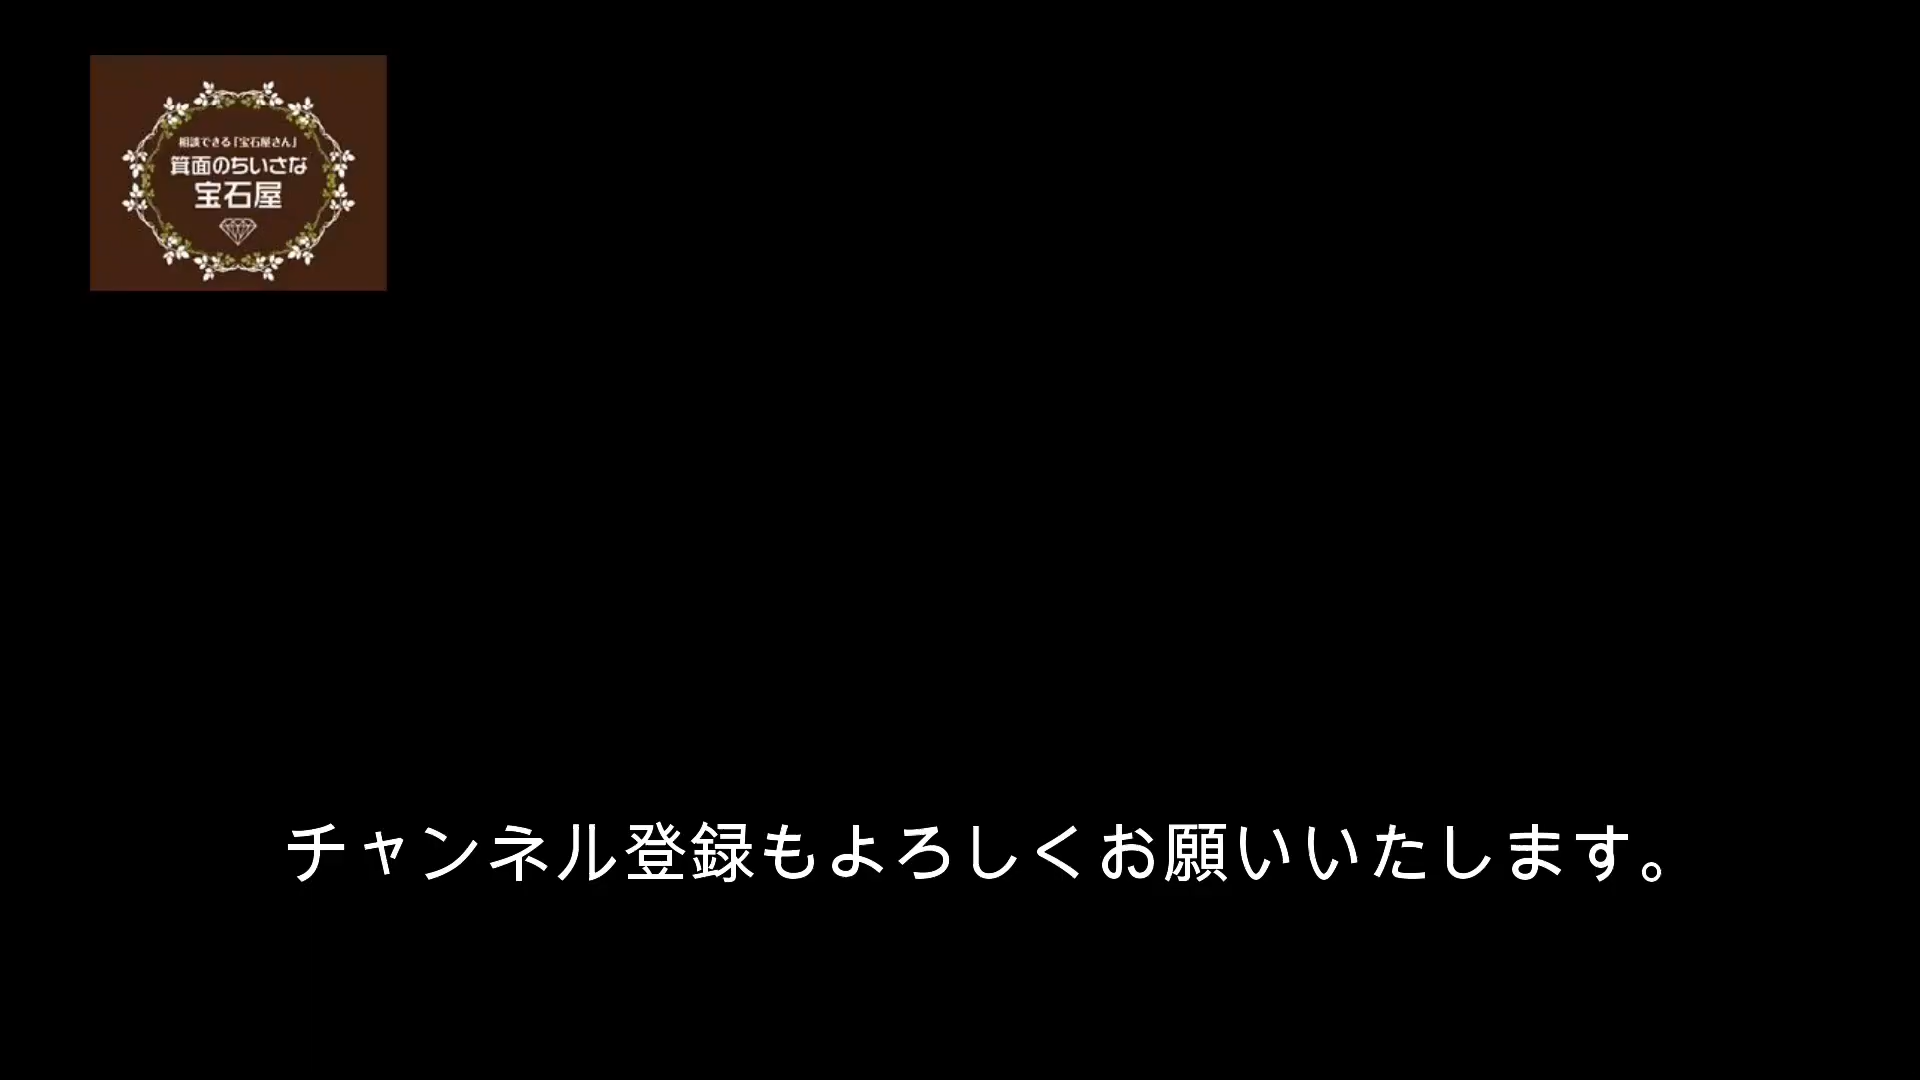 相談できる「宝石屋さん」
箕面のちいさな
宝石屋
チャンネル登録もよろしくお願いいたします。